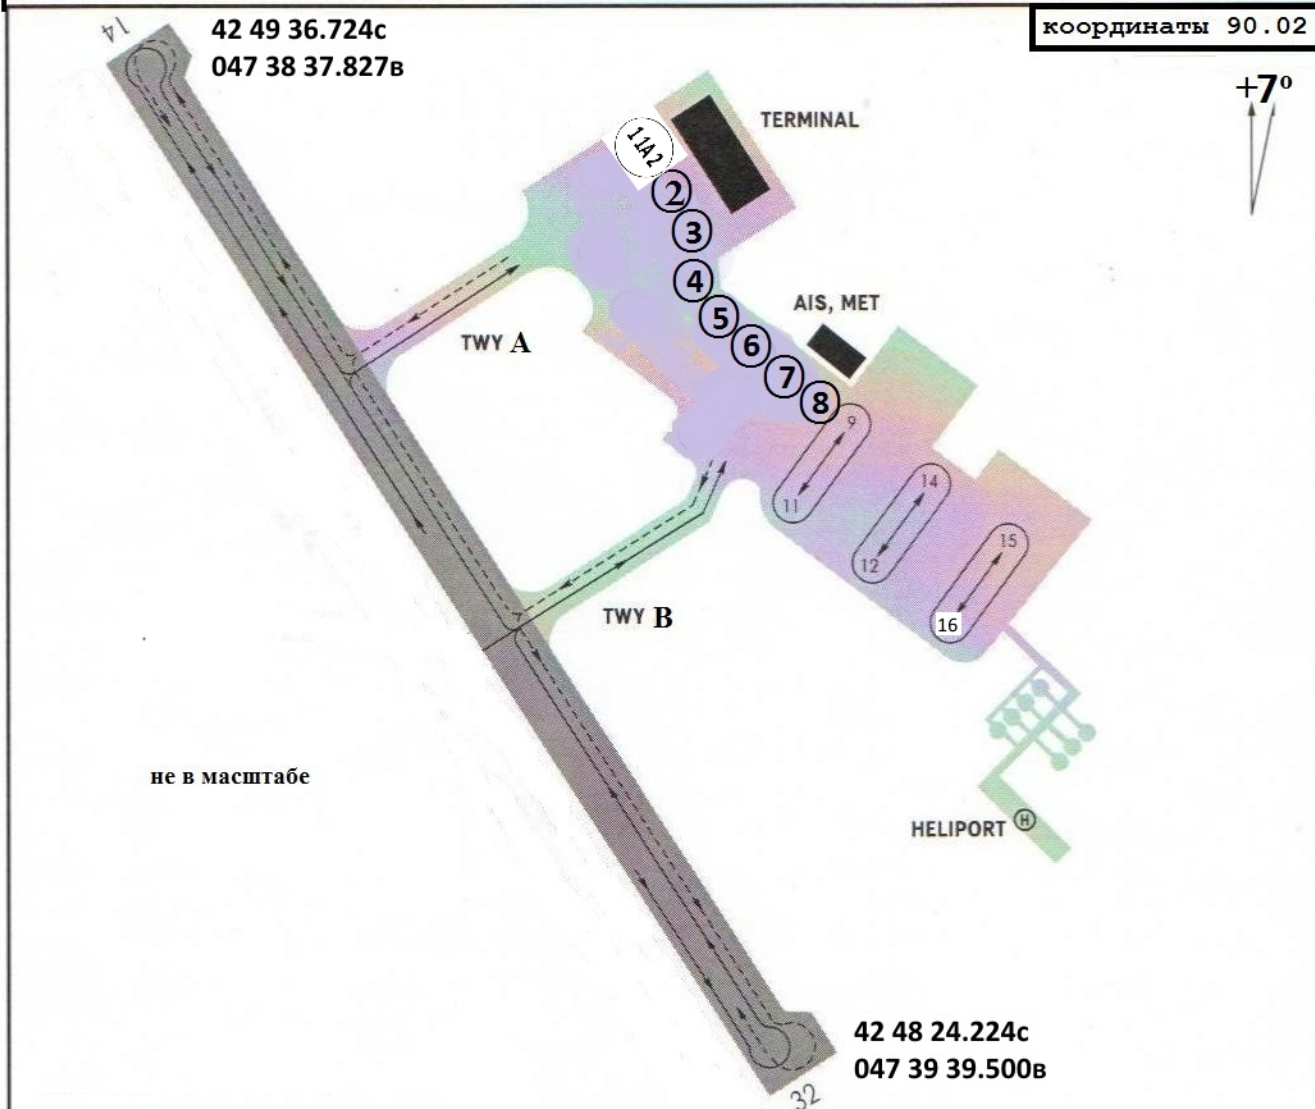 14
42 49 36.724с
047 38 37.827в
координаты 90.02
+7º
TERMINAL
11A2
2
3
4
5
6
7
8
AIS, MET
TWY A
9
11
14
12
15
16
TWY B
не в масштабе
HELIPORT H
42 48 24.224с
047 39 39.500в
32